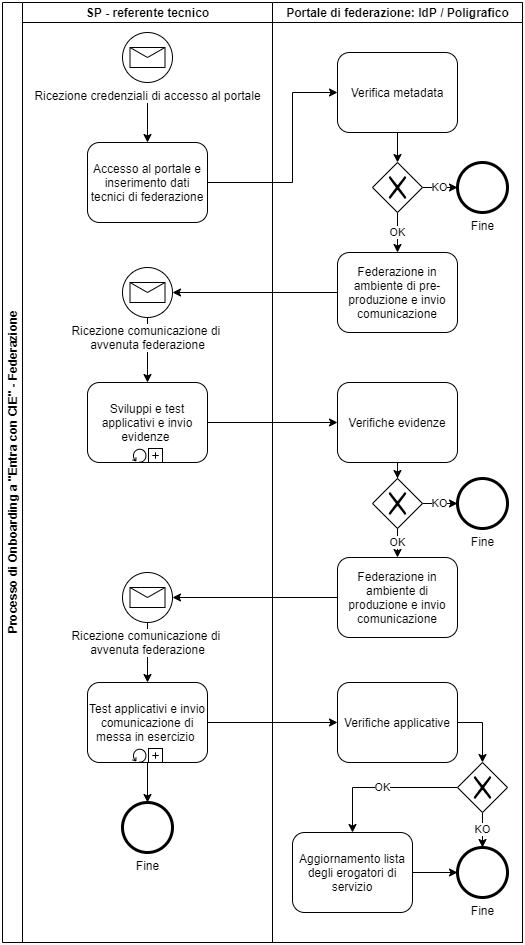 SP - referente tecnico
Portale di federazione: IdP / Poligrafico
Processo di Onboarding a "Entra con CIE" - Federazione
Ricezione credenziali di accesso al portale
Accesso al portale e
inserimento dati
tecnici di federazione
Verifica metadata
KO
Fine
OK
Federazione in
ambiente di pre-
produzione e invio
comunicazione
Ricezione comunicazione di
avvenuta federazione
Sviluppi e test
applicativi e invio
evidenze
Verifiche evidenze
KO
Fine
OK
Federazione in
ambiente di
produzione e invio
comunicazione
Ricezione comunicazione di
avvenuta federazione
Test applicativi e invio
comunicazione di
messa in esercizio
Verifiche applicative
OK
KO
Fine
Aggiornamento lista
degli erogatori di
servizio
Fine